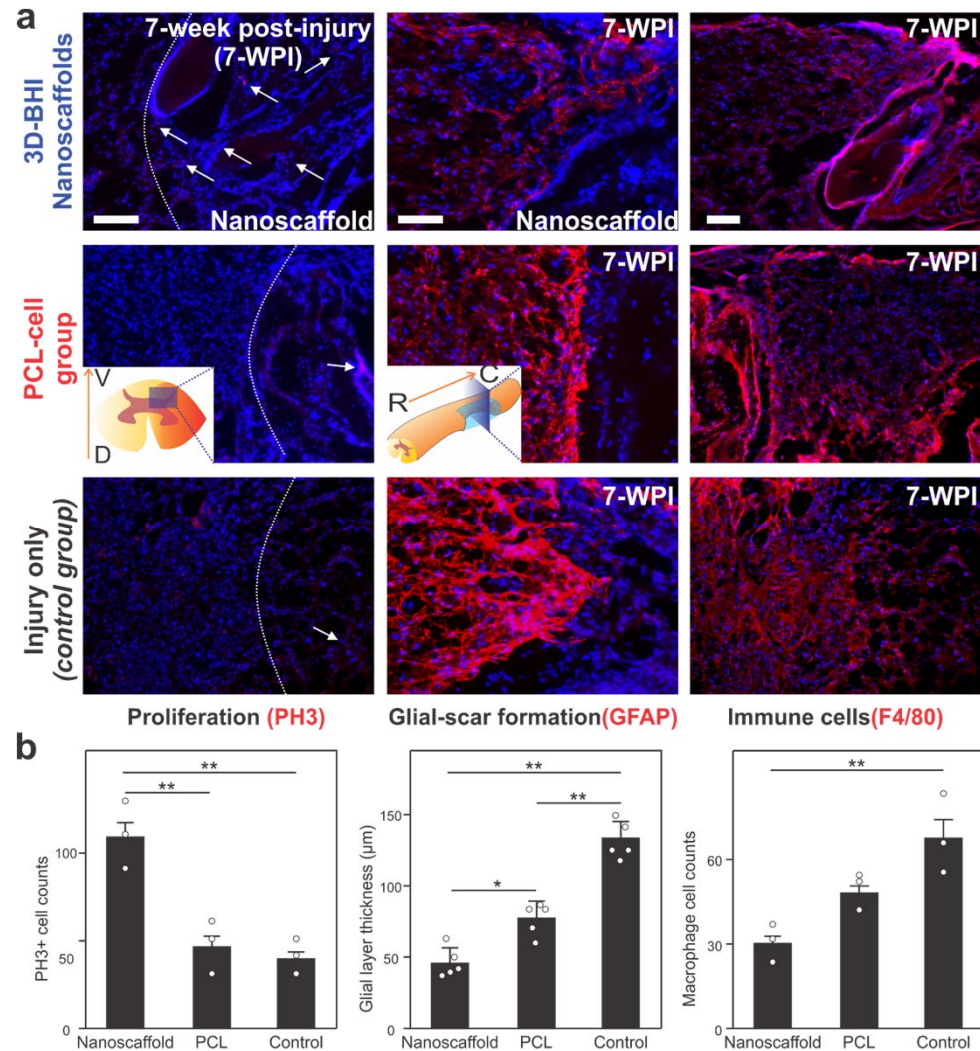 a
3D-BHI
Nanoscaffolds
7-week post-injury
(7-WPI)
Nanoscaffold
7-WPI
Nanoscaffold
7-WPI
PCL-cell
group
V
D
7-WPI
R
C
7-WPI
Injury only
(control group)
7-WPI
7-WPI
Proliferation (PH3)
Glial-scar formation(GFAP)
Immune cells(F4/80)
b
PH3+ cell counts
100
50
0
**
**
Nanoscaffold
PCL
Control
Glial layer thickness (μm)
150
100
50
0
**
**
*
Nanoscaffold
PCL
Control
Macrophage cell counts
60
30
0
**
Nanoscaffold
PCL
Control